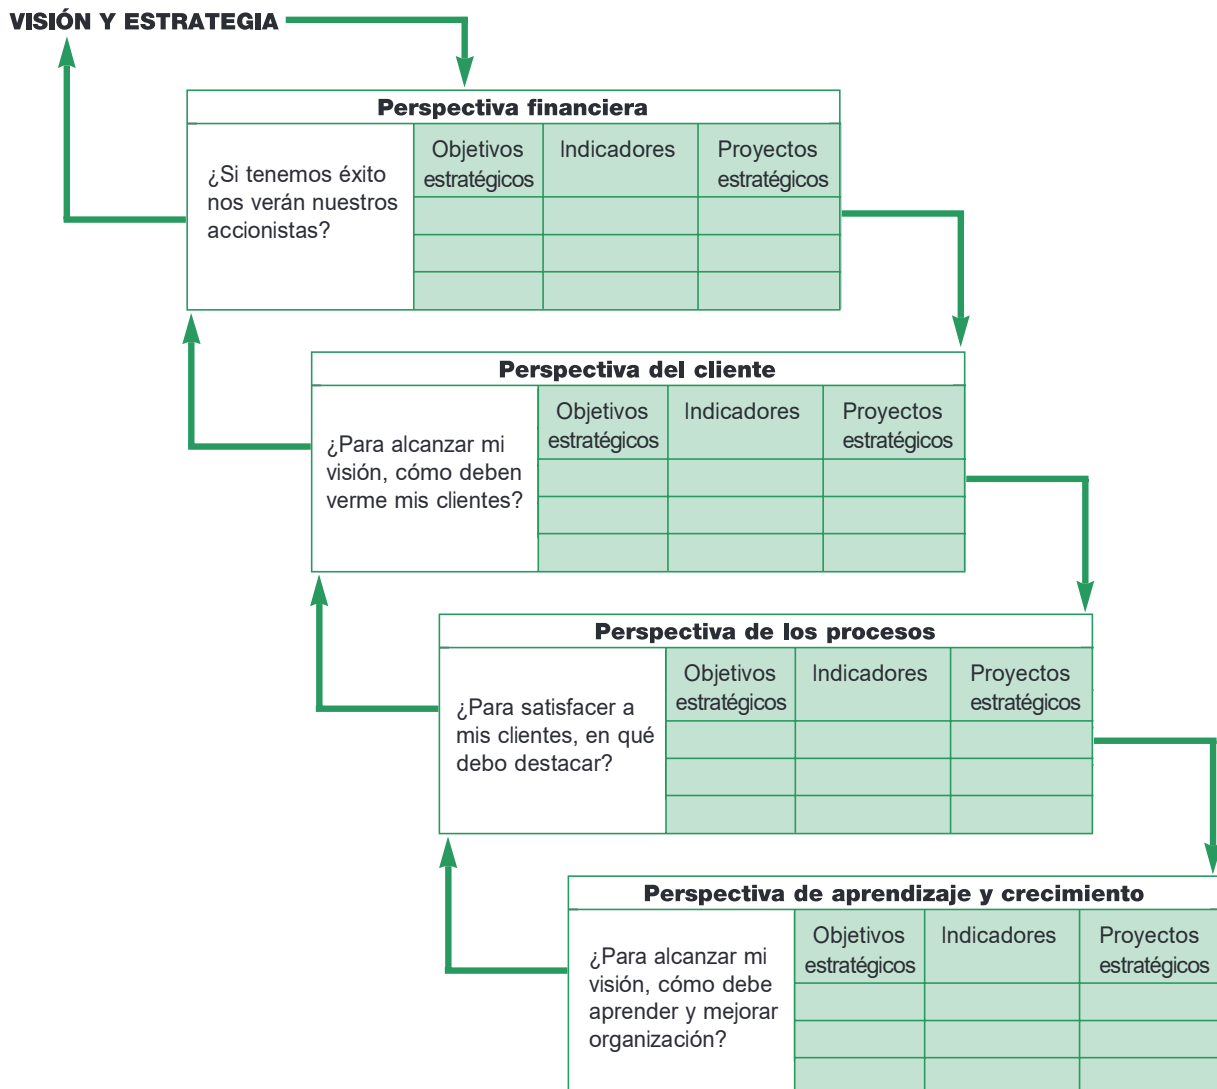 VISIÓN Y ESTRATEGIA
Perspectiva financiera
¿Si tenemos éxito
nos verán nuestros
accionistas?
Objetivos
estratégicos
Indicadores
Proyectos
estratégicos
Perspectiva del cliente
¿Para alcanzar mi
visión, cómo deben
verme mis clientes?
Objetivos
estratégicos
Indicadores
Proyectos
estratégicos
Perspectiva de los procesos
¿Para satisfacer a
mis clientes, en qué
debo destacar?
Objetivos
estratégicos
Indicadores
Proyectos
estratégicos
Perspectiva de aprendizaje y crecimiento
¿Para alcanzar mi
visión, cómo debe
aprender y mejorar
organización?
Objetivos
estratégicos
Indicadores
Proyectos
estratégicos